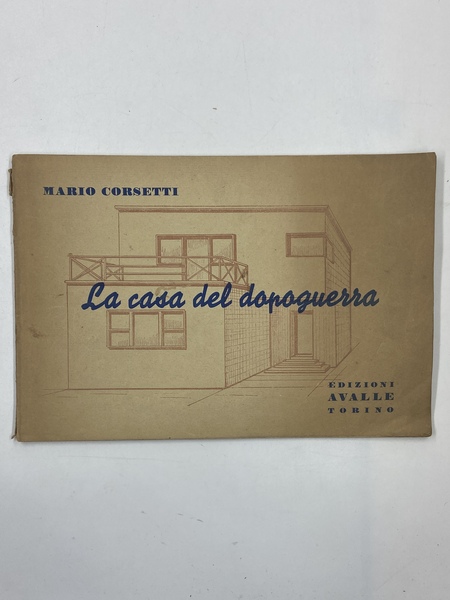 MARIO CORSETTI
La casa del dopoguerra
EDIZIONI
AVALLE
TORINO